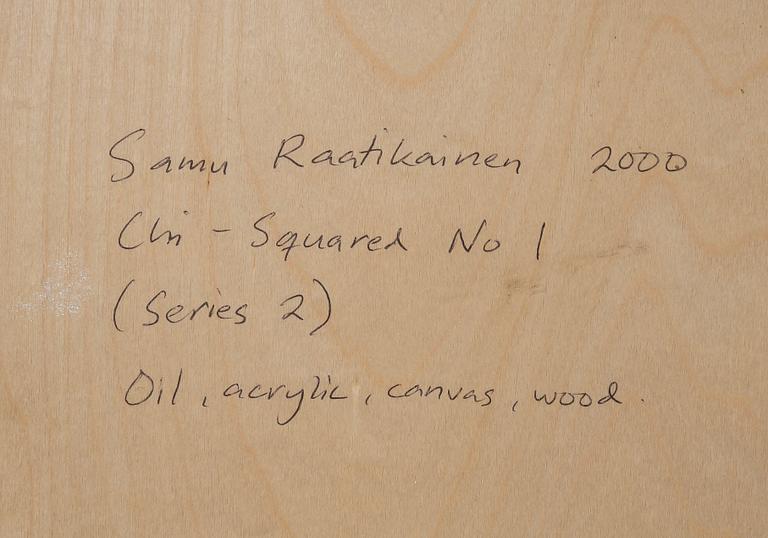 Samu Raatikainen 2000
Chi - Squared No 1
(Series 2)
Oil, acrylic, canvas, wood.